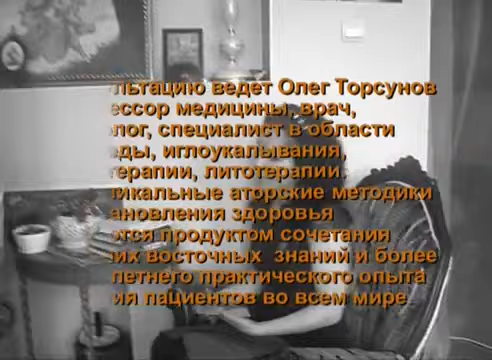 льтацию ведет Олег Торсунов
ессор медицины, врач,
лог, специалист в области
ды, иглоукалывания,
ерапии, литотерапии.
икальные аторские методики
ановления здоровья
тся продуктом сочетания
их восточных знаний и более
летнего практического опыта
ия пациентов во всем мире